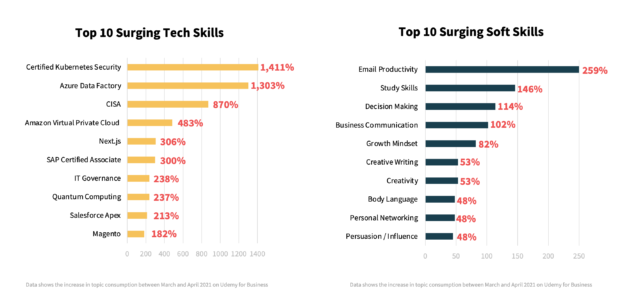 Top 10 Surging Tech Skills
Certified Kubernetes Security 1,411%
Azure Data Factory 1,303%
CISA 870%
Amazon Virtual Private Cloud 483%
Next.js 306%
SAP Certified Associate 300%
IT Governance 238%
Quantum Computing 237%
Salesforce Apex 213%
Magento 182%
0 200 400 600 800 1000 1200 1400
Data shows the increase in topic consumption between March and April 2021 on Udemy for Business
Top 10 Surging Soft Skills
Email Productivity 259%
Study Skills 146%
Decision Making 114%
Business Communication 102%
Growth Mindset 82%
Creative Writing 53%
Creativity 53%
Body Language 48%
Personal Networking 48%
Persuasion / Influence 48%
0 50 100 150 200 250
Data shows the increase in topic consumption between March and April 2021 on Udemy for Business